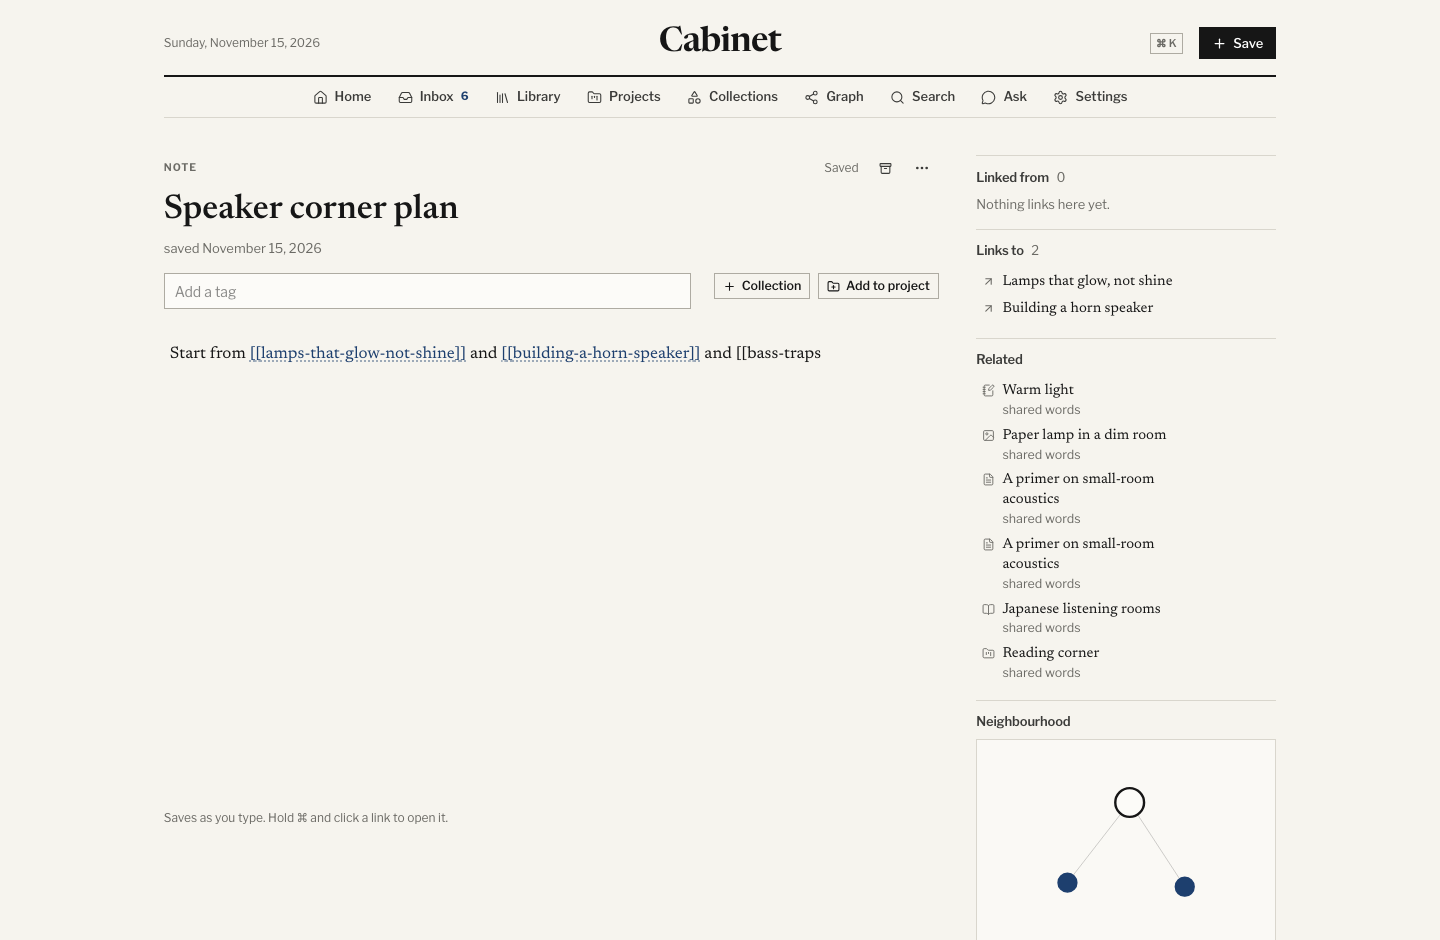 Sunday, November 15, 2026
Cabinet
⌘ K
+ Save
Home
Inbox 6
Library
Projects
Collections
Graph
Search
Ask
Settings
NOTE
Saved
Speaker corner plan
saved November 15, 2026
Add a tag
+ Collection
Add to project
Start from [[lamps-that-glow-not-shine]] and [[building-a-horn-speaker]] and [[bass-traps
Saves as you type. Hold ⌘ and click a link to open it.
Linked from 0
Nothing links here yet.
Links to 2
Lamps that glow, not shine
Building a horn speaker
Related
Warm light
shared words
Paper lamp in a dim room
shared words
A primer on small-room
acoustics
shared words
A primer on small-room
acoustics
shared words
Japanese listening rooms
shared words
Reading corner
shared words
Neighbourhood